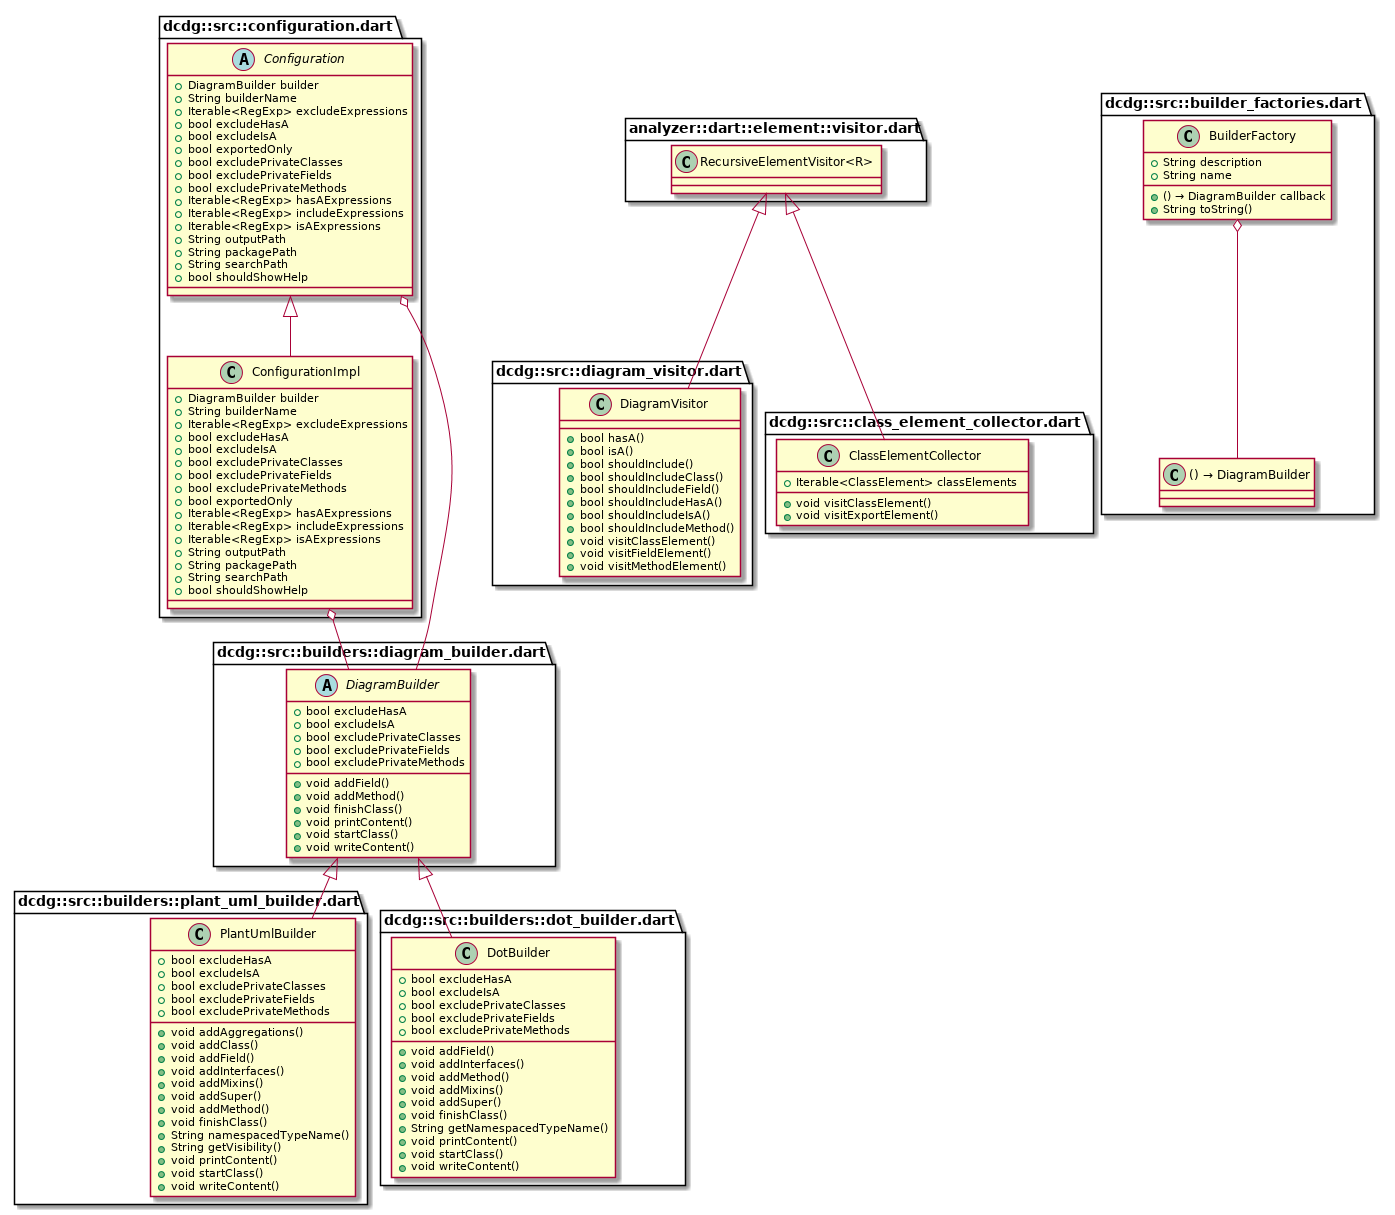 dcdg::src::configuration.dart
A Configuration
DiagramBuilder builder
String builderName
Iterable<RegExp> excludeExpressions
bool excludeHasA
bool excludeIsA
bool exportedOnly
bool excludePrivateClasses
bool excludePrivateFields
bool excludePrivateMethods
Iterable<RegExp> hasAExpressions
Iterable<RegExp> includeExpressions
Iterable<RegExp> isAExpressions
String outputPath
String packagePath
String searchPath
bool shouldShowHelp
C ConfigurationImpl
DiagramBuilder builder
String builderName
Iterable<RegExp> excludeExpressions
bool excludeHasA
bool excludeIsA
bool excludePrivateClasses
bool excludePrivateFields
bool excludePrivateMethods
bool exportedOnly
Iterable<RegExp> hasAExpressions
Iterable<RegExp> includeExpressions
Iterable<RegExp> isAExpressions
String outputPath
String packagePath
String searchPath
bool shouldShowHelp
analyzer::dart::element::visitor.dart
C RecursiveElementVisitor<R>
dcdg::src::builder_factories.dart
C BuilderFactory
String description
String name
() → DiagramBuilder callback
String toString()
C () → DiagramBuilder
dcdg::src::diagram_visitor.dart
C DiagramVisitor
bool hasA()
bool isA()
bool shouldInclude()
bool shouldIncludeClass()
bool shouldIncludeField()
bool shouldIncludeHasA()
bool shouldIncludeIsA()
bool shouldIncludeMethod()
void visitClassElement()
void visitFieldElement()
void visitMethodElement()
dcdg::src::class_element_collector.dart
C ClassElementCollector
Iterable<ClassElement> classElements
void visitClassElement()
void visitExportElement()
dcdg::src::builders::diagram_builder.dart
A DiagramBuilder
bool excludeHasA
bool excludeIsA
bool excludePrivateClasses
bool excludePrivateFields
bool excludePrivateMethods
void addField()
void addMethod()
void finishClass()
void printContent()
void startClass()
void writeContent()
dcdg::src::builders::plant_uml_builder.dart
C PlantUmlBuilder
bool excludeHasA
bool excludeIsA
bool excludePrivateClasses
bool excludePrivateFields
bool excludePrivateMethods
void addAggregations()
void addClass()
void addField()
void addInterfaces()
void addMixins()
void addSuper()
void addMethod()
void finishClass()
String namespacedTypeName()
String getVisibility()
void printContent()
void startClass()
void writeContent()
dcdg::src::builders::dot_builder.dart
C DotBuilder
bool excludeHasA
bool excludeIsA
bool excludePrivateClasses
bool excludePrivateFields
bool excludePrivateMethods
void addField()
void addInterfaces()
void addMethod()
void addMixins()
void addSuper()
void finishClass()
String getNamespacedTypeName()
void printContent()
void startClass()
void writeContent()